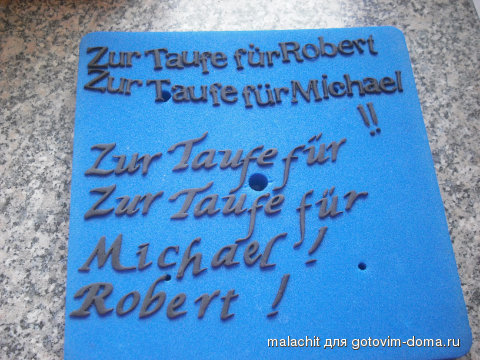 Zur Taufe für Robert
Zur Taufe für Michael
!!
Zur Taufe für
Zur Taufe für
Michael !
Robert !
malachit для gotovim-doma.ru